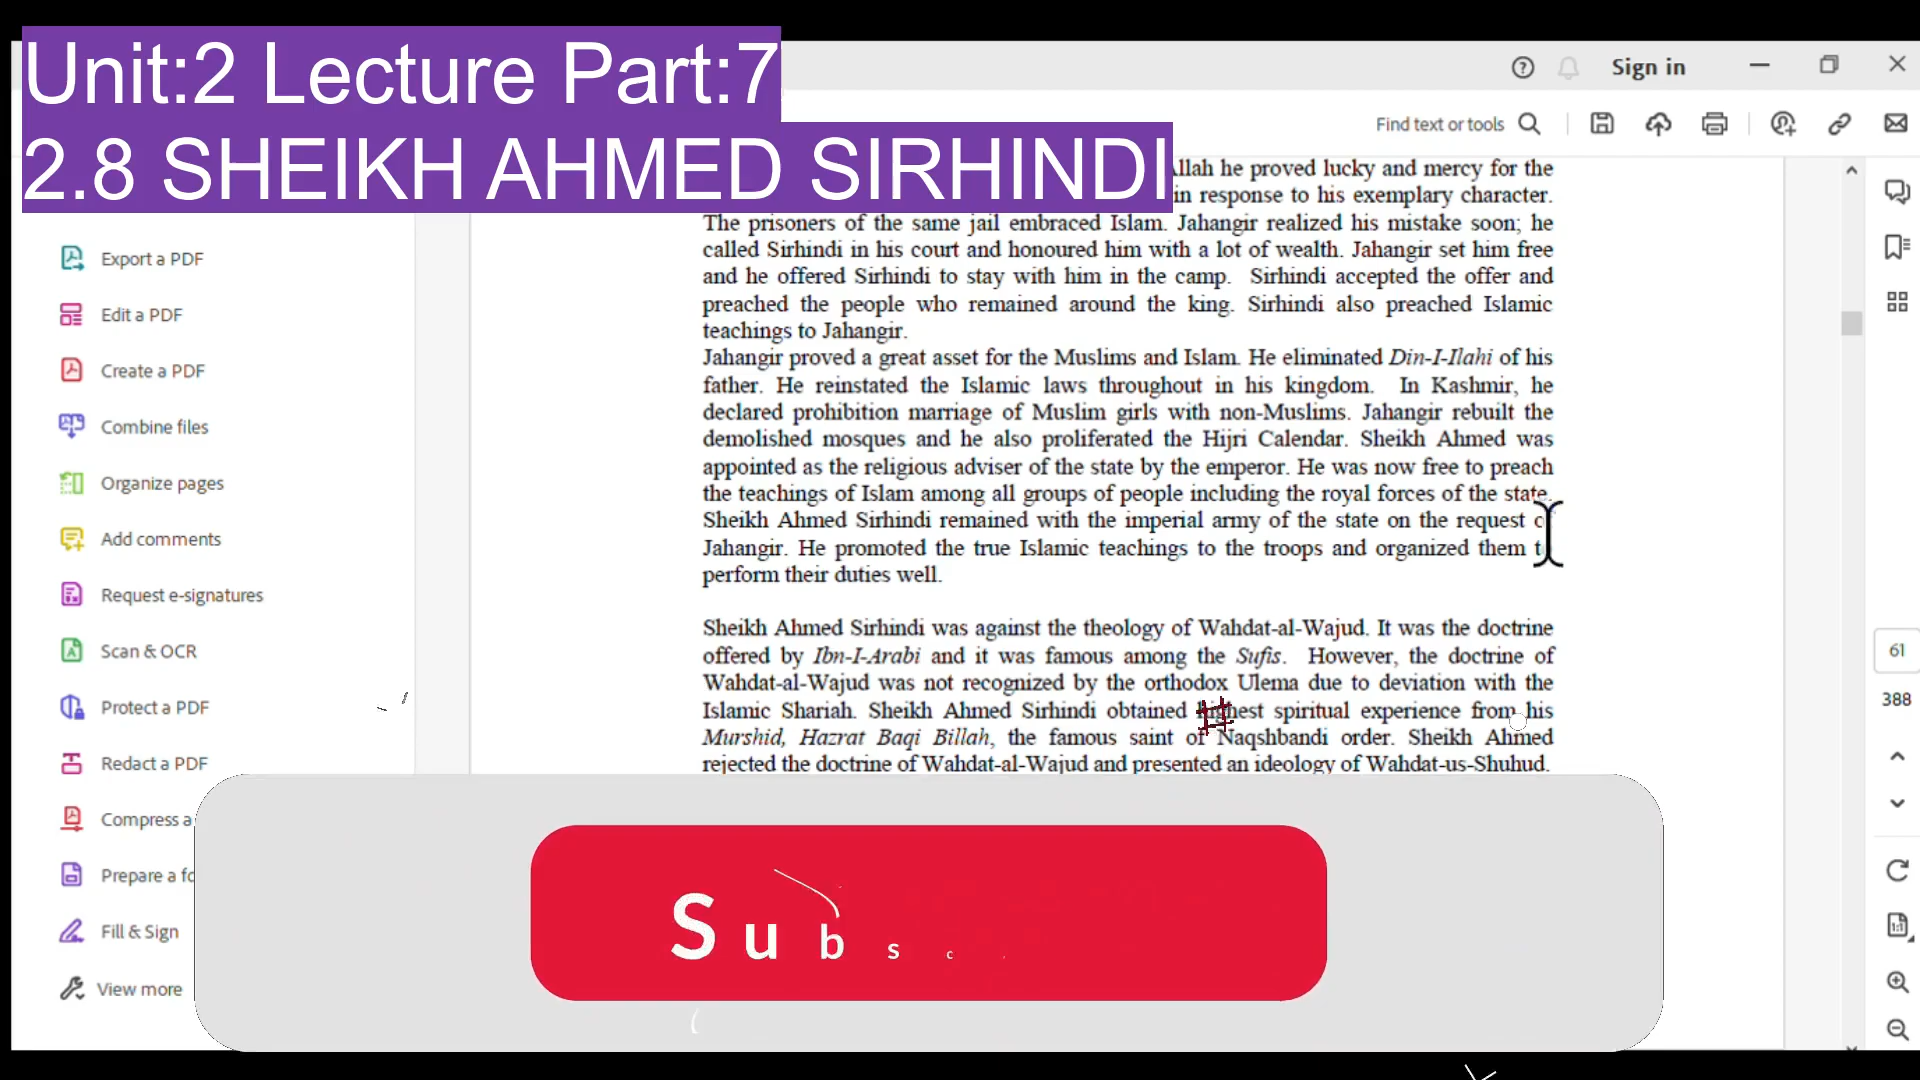 Unit:2 Lecture Part:7
2.8 SHEIKH AHMED SIRHINDI
Sign in
Find text or tools
Allah he proved lucky and mercy for the
in response to his exemplary character.
The prisoners of the same jail embraced Islam. Jahangir realized his mistake soon; he
called Sirhindi in his court and honoured him with a lot of wealth. Jahangir set him free
and he offered Sirhindi to stay with him in the camp. Sirhindi accepted the offer and
preached the people who remained around the king. Sirhindi also preached Islamic
teachings to Jahangir.
Jahangir proved a great asset for the Muslims and Islam. He eliminated Din-I-Ilahi of his
father. He reinstated the Islamic laws throughout in his kingdom. In Kashmir, he
declared prohibition marriage of Muslim girls with non-Muslims. Jahangir rebuilt the
demolished mosques and he also proliferated the Hijri Calendar. Sheikh Ahmed was
appointed as the religious adviser of the state by the emperor. He was now free to preach
the teachings of Islam among all groups of people including the royal forces of the state.
Sheikh Ahmed Sirhindi remained with the imperial army of the state on the request
Jahangir. He promoted the true Islamic teachings to the troops and organized them
perform their duties well.
Sheikh Ahmed Sirhindi was against the theology of Wahdat-al-Wajud. It was the doctrine
offered by Ibn-I-Arabi and it was famous among the Sufis. However, the doctrine of
Wahdat-al-Wajud was not recognized by the orthodox Ulema due to deviation with the
Islamic Shariah. Sheikh Ahmed Sirhindi obtained highest spiritual experience from his
Murshid, Hazrat Baqi Billah, the famous saint of Naqshbandi order. Sheikh Ahmed
rejected the doctrine of Wahdat-al-Wajud and presented an ideology of Wahdat-us-Shuhud.
Export a PDF
Edit a PDF
Create a PDF
Combine files
Organize pages
Add comments
Request e-signatures
Scan & OCR
Protect a PDF
Redact a PDF
Compress a
Prepare a fo
Fill & Sign
View more
61
388
Subsc